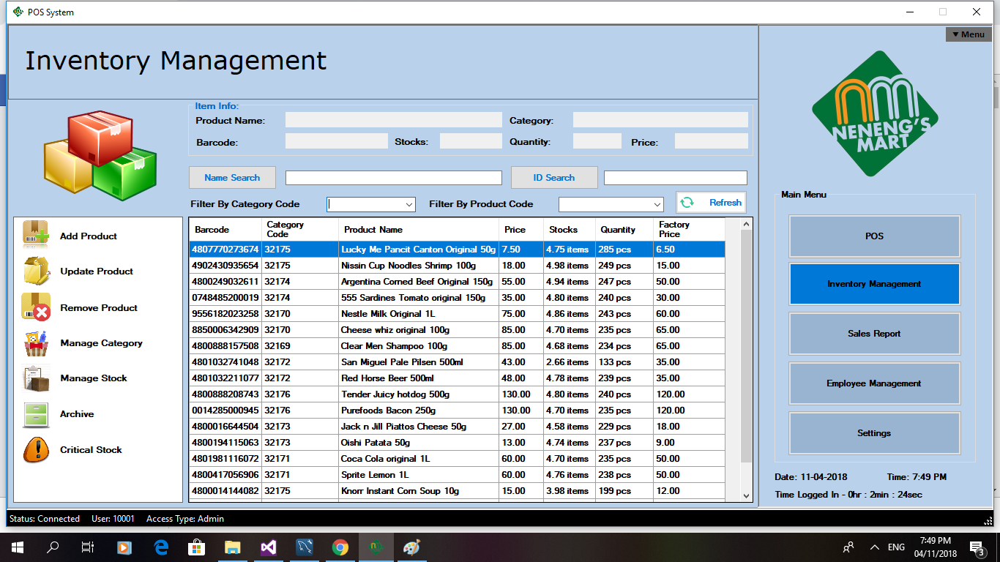 POS System
▼ Menu
Inventory Management
NENENG'S
MART
Item Info:
Product Name:
Category:
Barcode:
Stocks:
Quantity:
Price:
Name Search
ID Search
Filter By Category Code
Filter By Product Code
Refresh
Add Product
Update Product
Remove Product
Manage Category
Manage Stock
Archive
Critical Stock
Barcode Category Code Product Name Price Stocks Quantity Factory Price
4807770273674 32175 Lucky Me Pancit Canton Original 50g 7.50 4.75 items 285 pcs 6.50
4902430935654 32175 Nissin Cup Noodles Shrimp 100g 18.00 4.98 items 249 pcs 15.00
4800249032611 32174 Argentina Corned Beef Original 150g 55.00 4.94 items 247 pcs 50.00
0748485200019 32174 555 Sardines Tomato original 150g 35.00 4.80 items 240 pcs 30.00
9556182023258 32170 Nestle Milk Original 1L 75.00 4.86 items 243 pcs 60.00
8850006342909 32170 Cheese whiz original 100g 85.00 4.70 items 235 pcs 65.00
4800888157508 32169 Clear Men Shampoo 100g 85.00 4.68 items 234 pcs 65.00
4801032741048 32172 San Miguel Pale Pilsen 500ml 43.00 2.66 items 133 pcs 35.00
4801032211077 32172 Red Horse Beer 500ml 48.00 4.78 items 239 pcs 35.00
4800888208743 32176 Tender Juicy hotdog 500g 130.00 4.80 items 240 pcs 120.00
0014285000945 32176 Purefoods Bacon 250g 130.00 4.70 items 235 pcs 120.00
4800016644504 32173 Jack n Jill Piattos Cheese 50g 27.00 4.58 items 229 pcs 18.00
4800194115063 32173 Oishi Patata 50g 13.00 4.74 items 237 pcs 9.00
4801981116072 32171 Coca Cola original 1L 60.00 4.70 items 235 pcs 50.00
4800417056906 32171 Sprite Lemon 1L 60.00 4.76 items 238 pcs 50.00
4800014144082 32175 Knorr Instant Corn Soup 10g 15.00 3.98 items 199 pcs 12.00
Main Menu
POS
Inventory Management
Sales Report
Employee Management
Settings
Date: 11-04-2018 Time: 7:49 PM
Time Logged In - 0hr : 2min : 24sec
Status: Connected User: 10001 Access Type: Admin
ENG
7:49 PM
04/11/2018
3